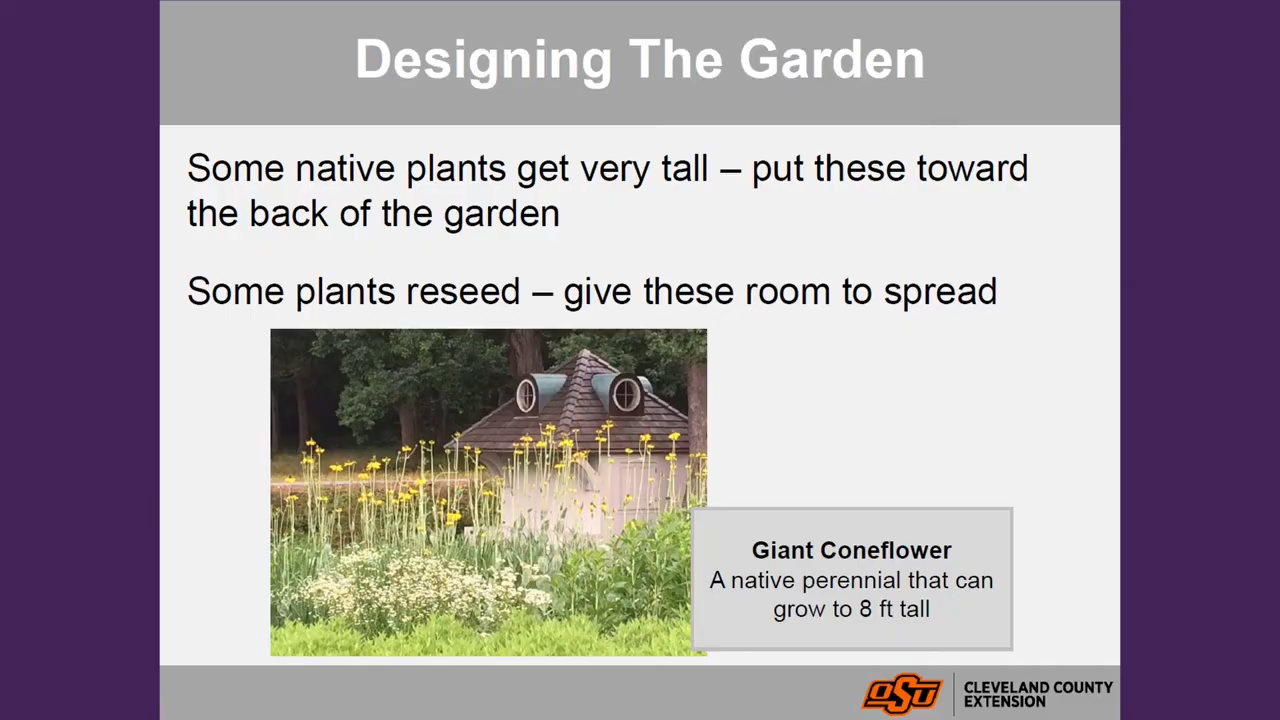 Designing The Garden
Some native plants get very tall – put these toward
the back of the garden
Some plants reseed – give these room to spread
Giant Coneflower
A native perennial that can
grow to 8 ft tall
OSU
CLEVELAND COUNTY
EXTENSION